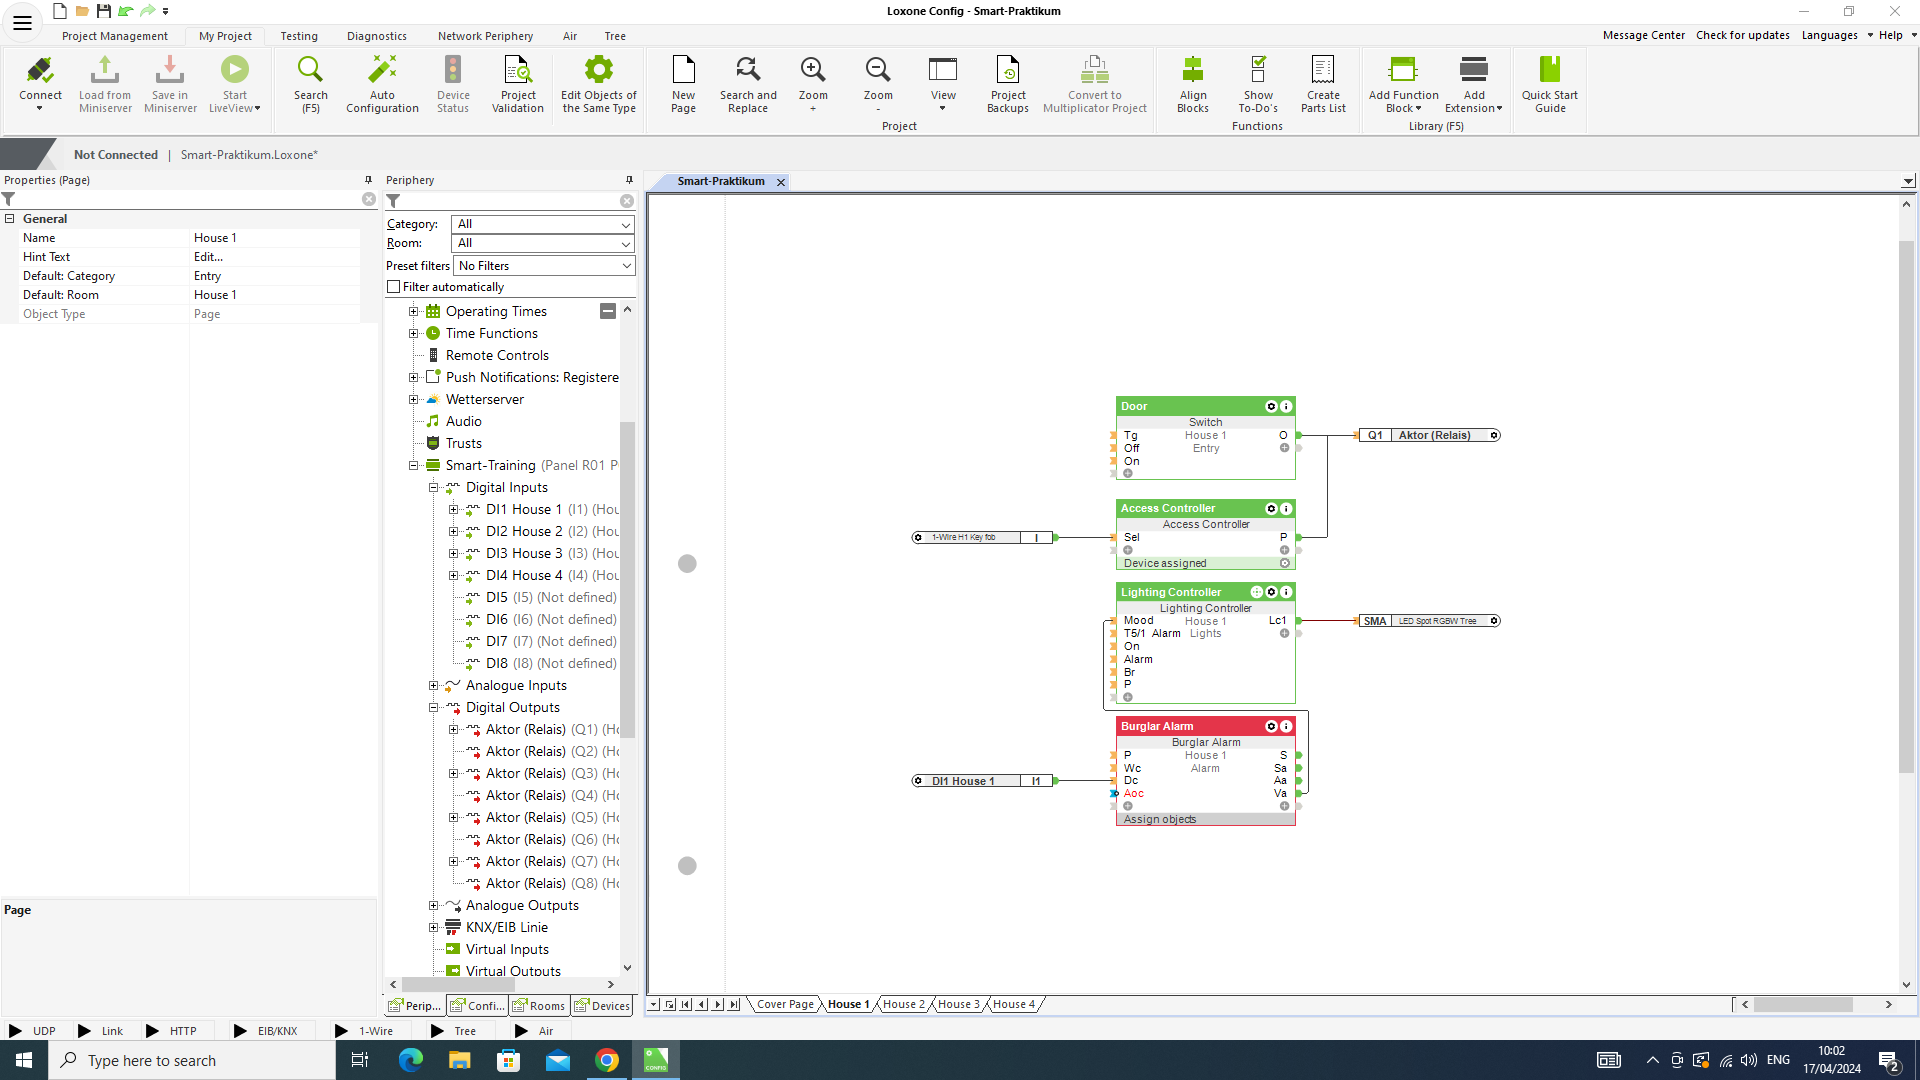 Loxone Config - Smart-Praktikum
Project Management
My Project
Testing
Diagnostics
Network Periphery
Air
Tree
Message Center
Check for updates
Languages
Help
Connect
Load from Miniserver
Save in Miniserver
Start LiveView
Search (F5)
Auto Configuration
Device Status
Project Validation
Edit Objects of the Same Type
New Page
Search and Replace
Zoom +
Zoom -
View
Project Backups
Convert to Multiplicator Project
Align Blocks
Show To-Do's
Create Parts List
Add Function Block
Add Extension
Quick Start Guide
Project
Functions
Library (F5)
Not Connected | Smart-Praktikum.Loxone*
Properties (Page)
General
Name House 1
Hint Text Edit...
Default: Category Entry
Default: Room House 1
Object Type Page
Page
Periphery
Category: All
Room: All
Preset filters No Filters
Filter automatically
Operating Times
Time Functions
Remote Controls
Push Notifications: Registere
Wetterserver
Audio
Trusts
Smart-Training (Panel R01 P
Digital Inputs
DI1 House 1 (I1) (Hou
DI2 House 2 (I2) (Hou
DI3 House 3 (I3) (Hou
DI4 House 4 (I4) (Hou
DI5 (I5) (Not defined)
DI6 (I6) (Not defined)
DI7 (I7) (Not defined)
DI8 (I8) (Not defined)
Analogue Inputs
Digital Outputs
Aktor (Relais) (Q1) (Ho
Aktor (Relais) (Q2) (Ho
Aktor (Relais) (Q3) (Ho
Aktor (Relais) (Q4) (Ho
Aktor (Relais) (Q5) (Ho
Aktor (Relais) (Q6) (Ho
Aktor (Relais) (Q7) (Ho
Aktor (Relais) (Q8) (Ho
Analogue Outputs
KNX/EIB Linie
Virtual Inputs
Virtual Outputs
Perip...
Confi...
Rooms
Devices
Smart-Praktikum
Door
Switch
Tg House 1 O
Off Entry
On
Q1 Aktor (Relais)
Access Controller
Access Controller
Sel P
Device assigned
1-Wire H1 Key fob I
Lighting Controller
Lighting Controller
Mood House 1 Lc1
T5/1 Alarm Lights
On
Alarm
Br
P
SMA LED Spot RGBW Tree
Burglar Alarm
Burglar Alarm
P House 1 S
Wc Alarm Sa
Dc Aa
Aoc Va
Assign objects
DI1 House 1 I1
Cover Page
House 1
House 2
House 3
House 4
UDP
Link
HTTP
EIB/KNX
1-Wire
Tree
Air
Type here to search
CONFIG
ENG
10:02
17/04/2024
2